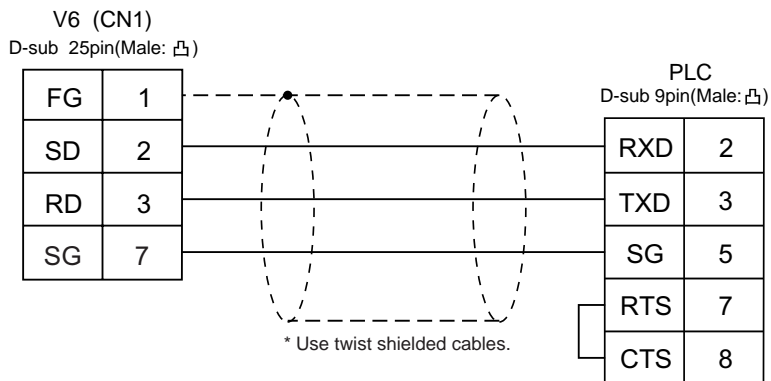 V6 (CN1)
D-sub 25pin(Male: 凸)
FG 1
SD 2
RD 3
SG 7
PLC
D-sub 9pin(Male:凸)
RXD 2
TXD 3
SG 5
RTS 7
CTS 8
* Use twist shielded cables.